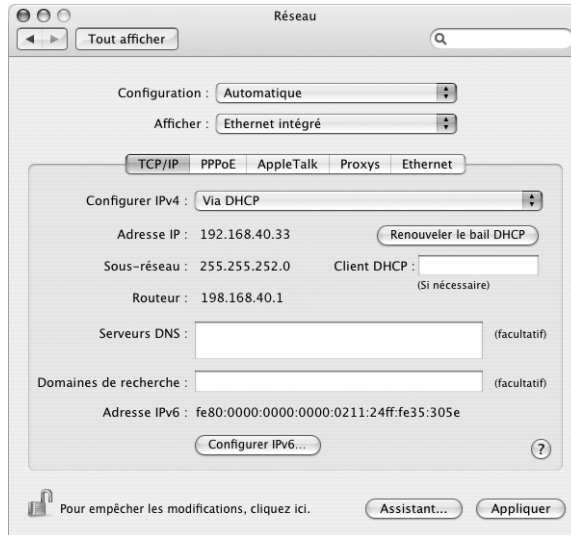 Réseau
Tout afficher
Configuration : Automatique
Afficher : Ethernet intégré
TCP/IP PPPoE AppleTalk Proxys Ethernet
Configurer IPv4 : Via DHCP
Adresse IP : 192.168.40.33 Renouveler le bail DHCP
Sous-réseau : 255.255.252.0 Client DHCP :
(Si nécessaire)
Routeur : 198.168.40.1
Serveurs DNS : (facultatif)
Domaines de recherche : (facultatif)
Adresse IPv6 : fe80:0000:0000:0000:0211:24ff:fe35:305e
Configurer IPv6... ?
Pour empêcher les modifications, cliquez ici. Assistant... Appliquer